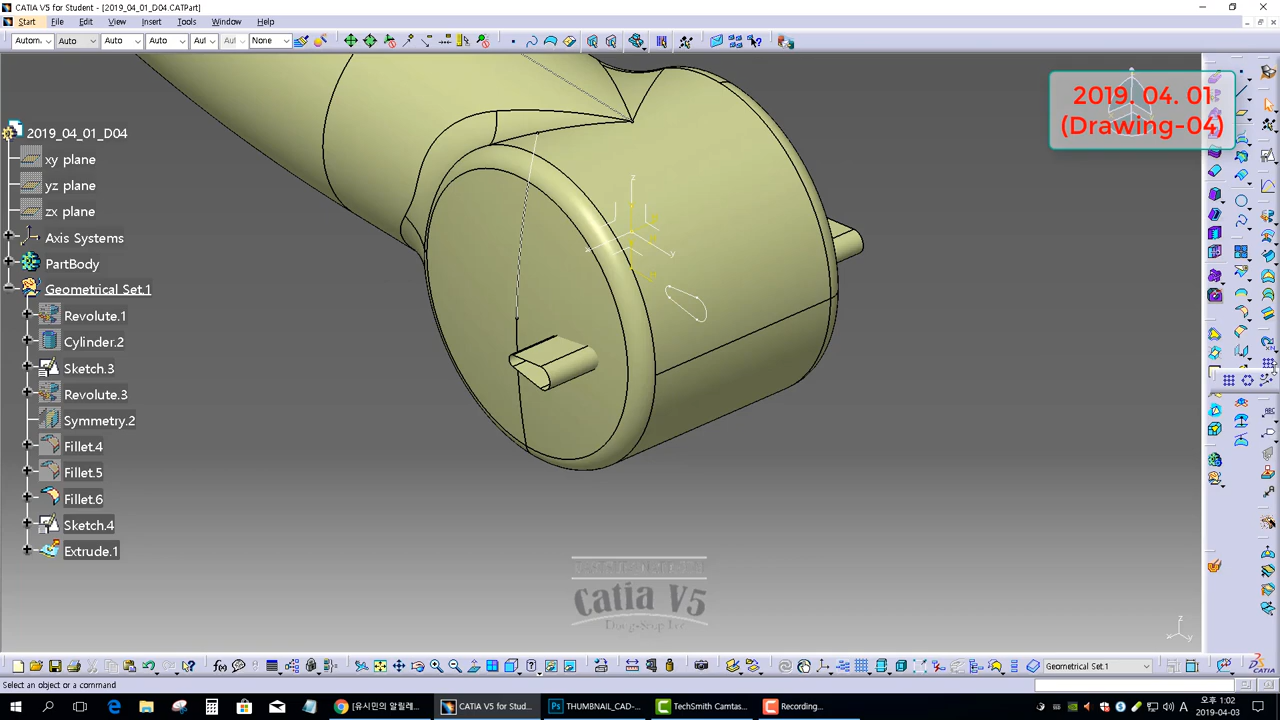 CATIA V5 for Student - [2019_04_01_D04.CATPart]
Start File Edit View Insert Tools Window Help
Autom. Auto Auto Auto Aut Aut None
2019. 04. 01
(Drawing-04)
2019_04_01_D04
xy plane
yz plane
zx plane
Axis Systems
PartBody
Geometrical Set.1
Revolute.1
Cylinder.2
Sketch.3
Revolute.3
Symmetry.2
Fillet.4
Fillet.5
Fillet.6
Sketch.4
Extrude.1
z
y
Catia V5
z
y
Geometrical Set.1
CATIA
Select an object or a command
CATIA V5 for Stud...
THUMBNAIL_CAD-...
TechSmith Camtas...
Recording...
A
오후 1:02
2019-04-03